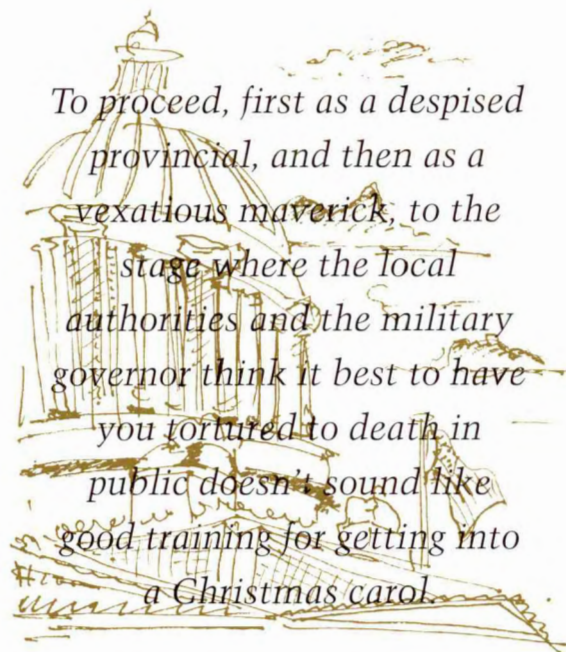 To proceed, first as a despised
provincial, and then as a
vexatious maverick, to the
stage where the local
authorities and the military
governor think it best to have
you tortured to death in
public doesn't sound like
good training for getting into
a Christmas carol.